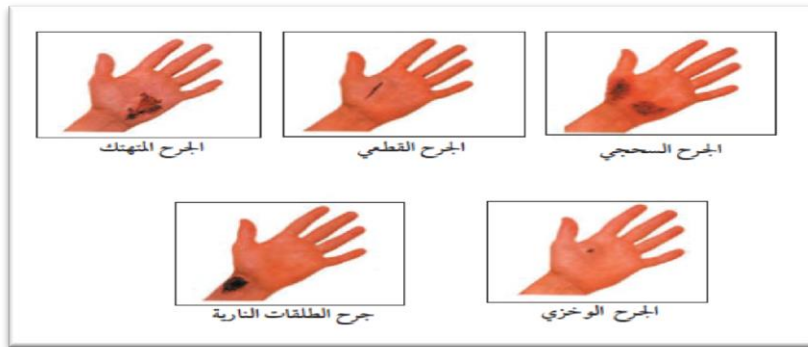 الجرح السحجي
الجرح القطعي
الجرح المتهتك
الجرح الوخزي
جرح الطلقات النارية